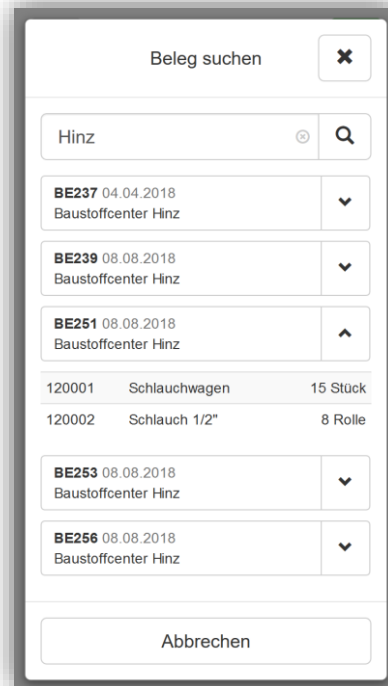 Beleg suchen
Hinz
BE237 04.04.2018
Baustoffcenter Hinz
BE239 08.08.2018
Baustoffcenter Hinz
BE251 08.08.2018
Baustoffcenter Hinz
120001 Schlauchwagen 15 Stück
120002 Schlauch 1/2" 8 Rolle
BE253 08.08.2018
Baustoffcenter Hinz
BE256 08.08.2018
Baustoffcenter Hinz
Abbrechen